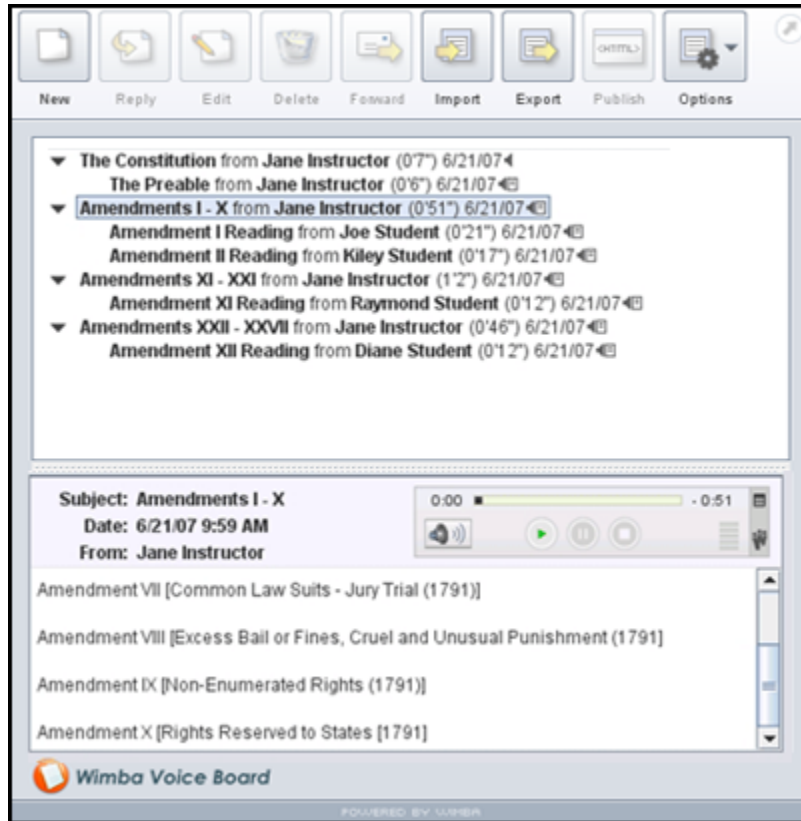 New Reply Edit Delete Forward Import Export Publish Options
<HTML>
The Constitution from Jane Instructor (0'7") 6/21/07
The Preable from Jane Instructor (0'6") 6/21/07
Amendments I - X from Jane Instructor (0'51") 6/21/07
Amendment I Reading from Joe Student (0'21") 6/21/07
Amendment II Reading from Kiley Student (0'17") 6/21/07
Amendments XI - XXI from Jane Instructor (1'2") 6/21/07
Amendment XI Reading from Raymond Student (0'12") 6/21/07
Amendments XXII - XXVII from Jane Instructor (0'46") 6/21/07
Amendment XII Reading from Diane Student (0'12") 6/21/07
Subject: Amendments I - X
0:00 - 0:51
Date: 6/21/07 9:59 AM
From: Jane Instructor
Amendment VII [Common Law Suits - Jury Trial (1791)]
Amendment VIII [Excess Bail or Fines, Cruel and Unusual Punishment (1791]
Amendment IX [Non-Enumerated Rights (1791)]
Amendment X [Rights Reserved to States [1791]
Wimba Voice Board
POWERED BY WIMBA